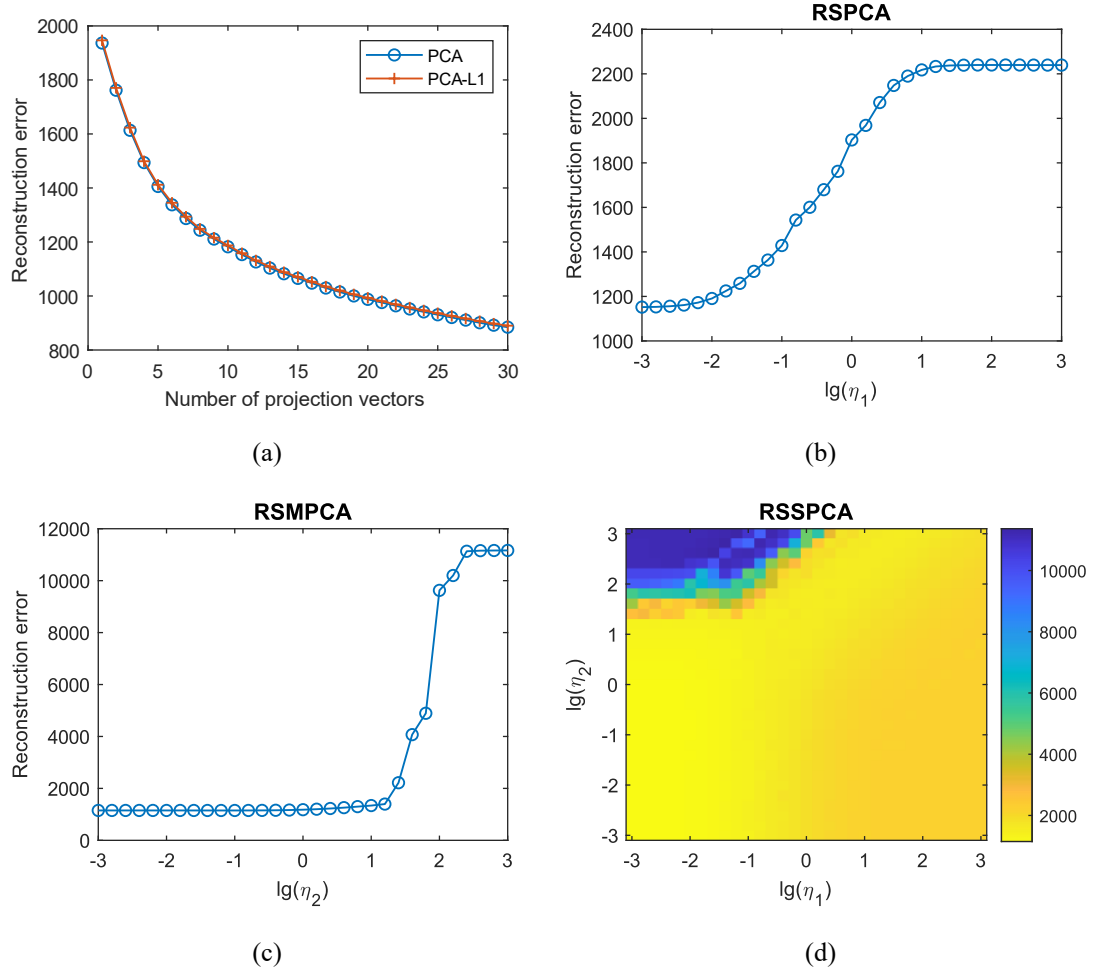 2000
1800
1600
1400
1200
1000
800
Reconstruction error
PCA
PCA-L1
0 5 10 15 20 25 30
Number of projection vectors
(a)
RSPCA
2400
2200
2000
1800
1600
1400
1200
1000
Reconstruction error
-3 -2 -1 0 1 2 3
lg(η1)
(b)
RSMPCA
12000
10000
8000
6000
4000
2000
0
Reconstruction error
-3 -2 -1 0 1 2 3
lg(η2)
(c)
RSSPCA
3
2
1
0
-1
-2
-3
lg(η2)
-3 -2 -1 0 1 2 3
lg(η1)
10000
8000
6000
4000
2000
(d)